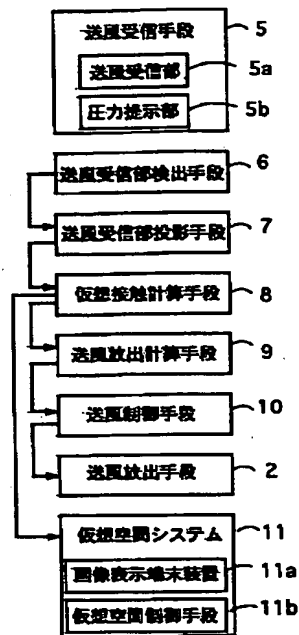 送風受信手段 5
送風受信部 5a
圧力提示部 5b
送風受信部検出手段 6
送風受信部投影手段 7
仮想接触計算手段 8
送風放出計算手段 9
送風制御手段 10
送風放出手段 2
仮想空間システム 11
画像表示端末装置 11a
仮想空間制御手段 11b